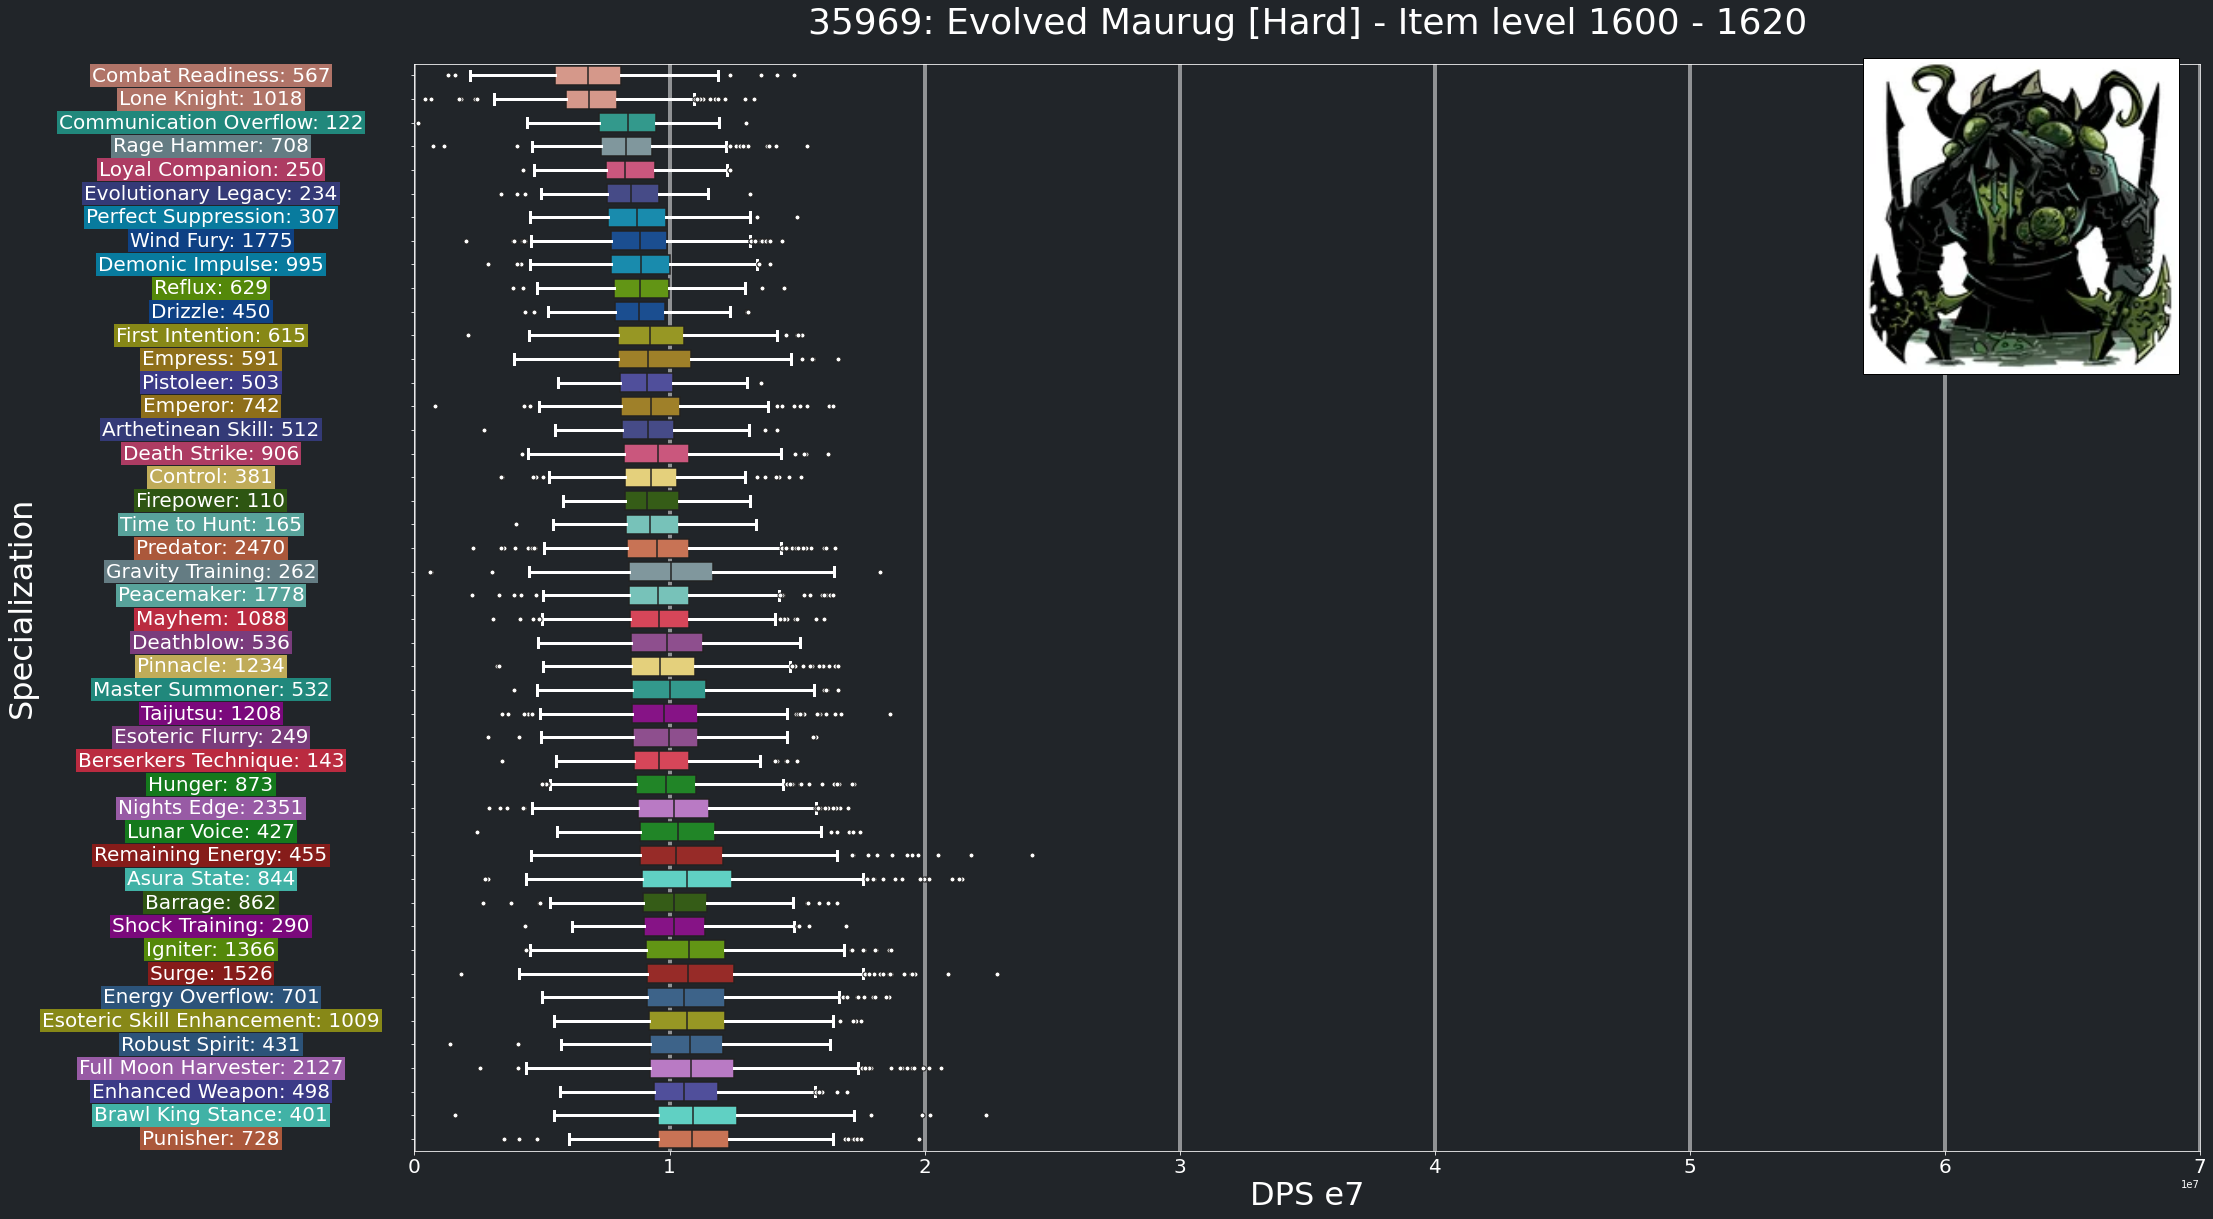 35969: Evolved Maurug [Hard] - Item level 1600 - 1620
Specialization
Combat Readiness: 567
Lone Knight: 1018
Communication Overflow: 122
Rage Hammer: 708
Loyal Companion: 250
Evolutionary Legacy: 234
Perfect Suppression: 307
Wind Fury: 1775
Demonic Impulse: 995
Reflux: 629
Drizzle: 450
First Intention: 615
Empress: 591
Pistoleer: 503
Emperor: 742
Arthetinean Skill: 512
Death Strike: 906
Control: 381
Firepower: 110
Time to Hunt: 165
Predator: 2470
Gravity Training: 262
Peacemaker: 1778
Mayhem: 1088
Deathblow: 536
Pinnacle: 1234
Master Summoner: 532
Taijutsu: 1208
Esoteric Flurry: 249
Berserkers Technique: 143
Hunger: 873
Nights Edge: 2351
Lunar Voice: 427
Remaining Energy: 455
Asura State: 844
Barrage: 862
Shock Training: 290
Igniter: 1366
Surge: 1526
Energy Overflow: 701
Esoteric Skill Enhancement: 1009
Robust Spirit: 431
Full Moon Harvester: 2127
Enhanced Weapon: 498
Brawl King Stance: 401
Punisher: 728
0 1 2 3 4 5 6 7
1e7
DPS e7